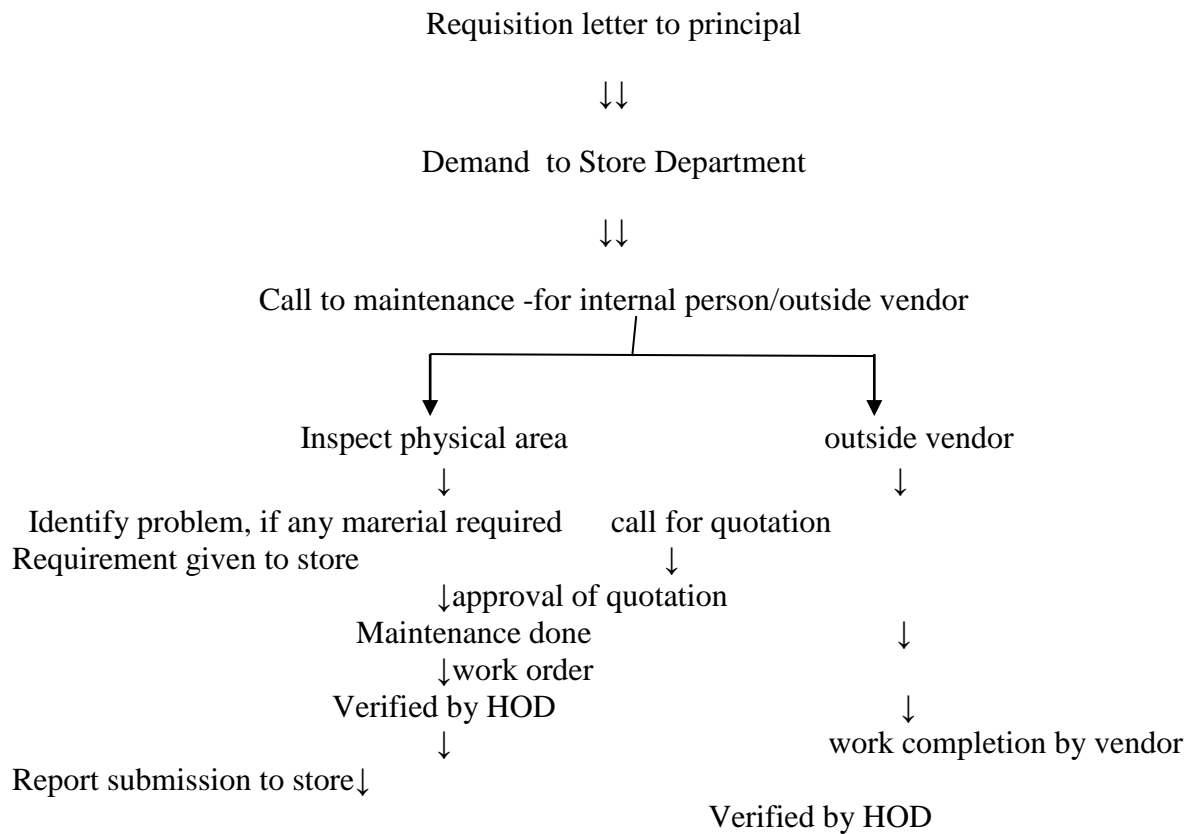 Requisition letter to principal
↓↓
Demand to Store Department
↓↓
Call to maintenance -for internal person/outside vendor
Inspect physical area outside vendor
↓ ↓
Identify problem, if any marerial required call for quotation
Requirement given to store ↓
↓approval of quotation
Maintenance done ↓
↓work order
Verified by HOD ↓
↓ work completion by vendor
Report submission to store↓
Verified by HOD